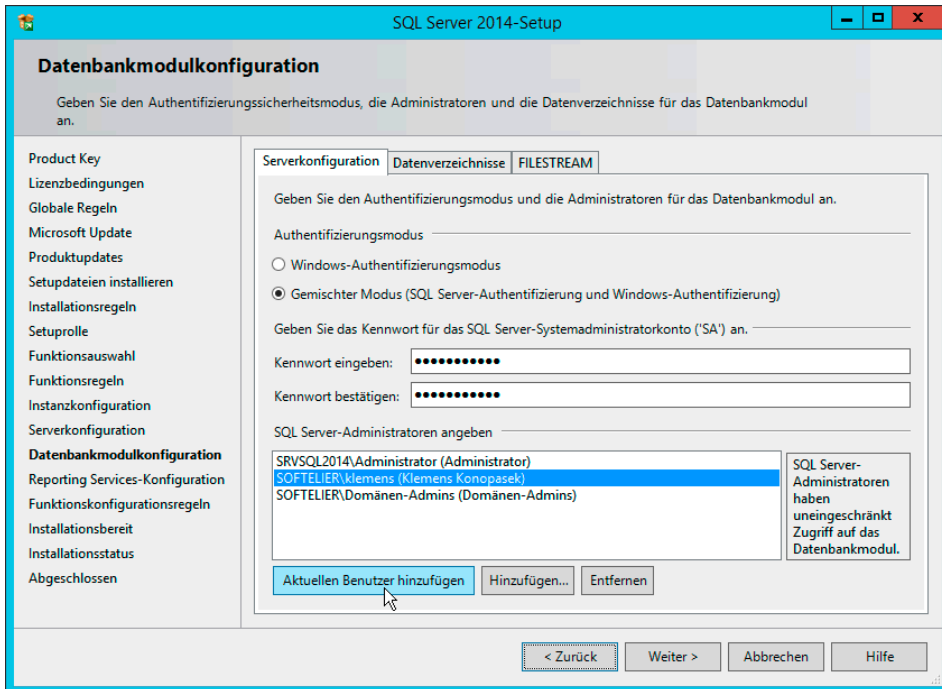 SQL Server 2014-Setup
Datenbankmodulkonfiguration
Geben Sie den Authentifizierungssicherheitsmodus, die Administratoren und die Datenverzeichnisse für das Datenbankmodul
an.
Product Key
Lizenzbedingungen
Globale Regeln
Microsoft Update
Produktupdates
Setupdateien installieren
Installationsregeln
Setuprolle
Funktionsauswahl
Funktionsregeln
Instanzkonfiguration
Serverkonfiguration
Datenbankmodulkonfiguration
Reporting Services-Konfiguration
Funktionskonfigurationsregeln
Installationsbereit
Installationsstatus
Abgeschlossen
Serverkonfiguration Datenverzeichnisse FILESTREAM
Geben Sie den Authentifizierungsmodus und die Administratoren für das Datenbankmodul an.
Authentifizierungsmodus
Windows-Authentifizierungsmodus
Gemischter Modus (SQL Server-Authentifizierung und Windows-Authentifizierung)
Geben Sie das Kennwort für das SQL Server-Systemadministratorkonto ('SA') an.
Kennwort eingeben: ●●●●●●●●●●●
Kennwort bestätigen: ●●●●●●●●●●●
SQL Server-Administratoren angeben
SRVSQL2014\Administrator (Administrator)
SOFTELIER\klemens (Klemens Konopasek)
SOFTELIER\Domänen-Admins (Domänen-Admins)
SQL Server-
Administratoren
haben
uneingeschränkt
Zugriff auf das
Datenbankmodul.
Aktuellen Benutzer hinzufügen Hinzufügen... Entfernen
< Zurück Weiter > Abbrechen Hilfe